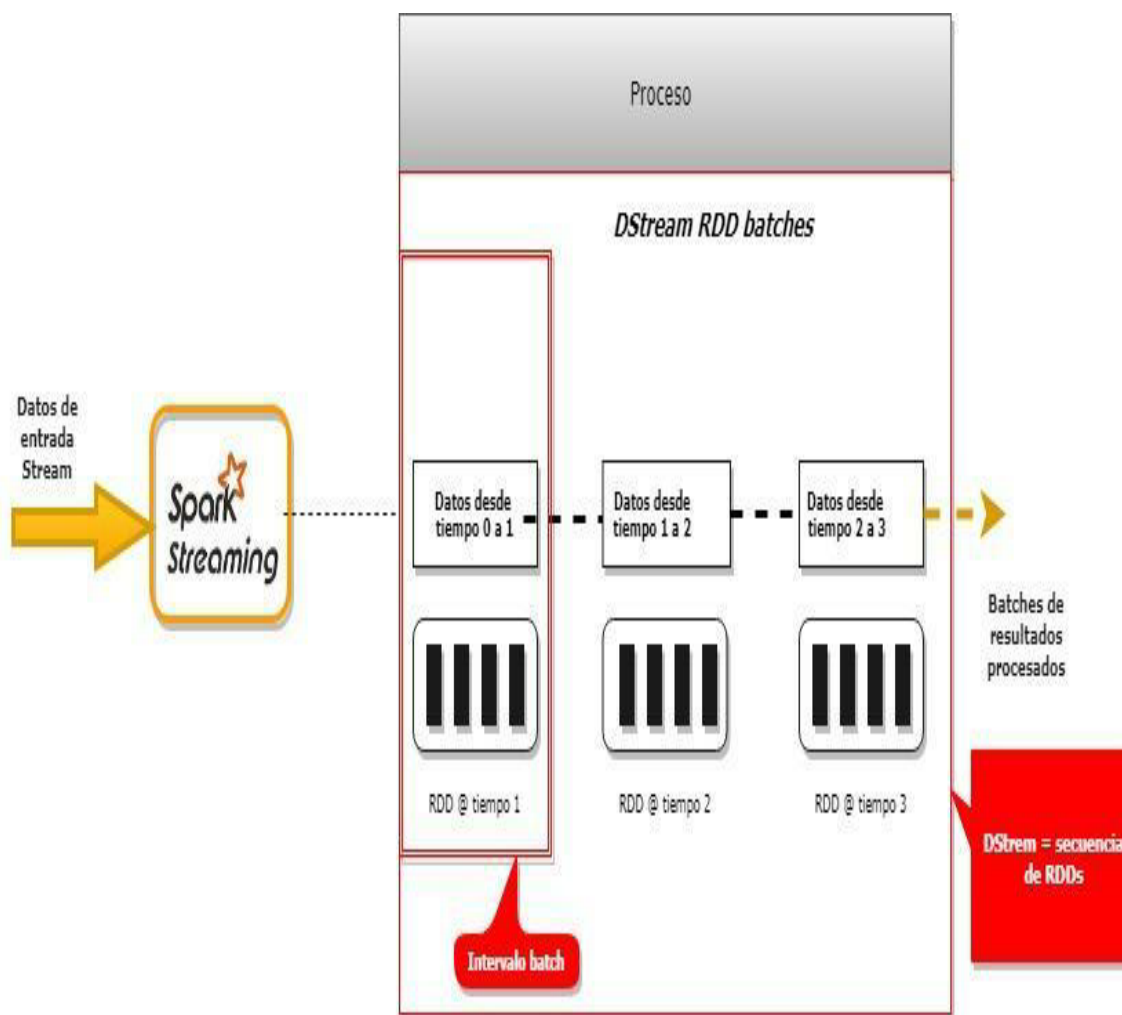 Proceso
DStream RDD batches
Datos de
entrada
Stream
Spark
Streaming
Datos desde
tiempo 0 a 1
Datos desde
tiempo 1 a 2
Datos desde
tiempo 2 a 3
Batches de
resultados
procesados
RDD @ tiempo 1
RDD @ tiempo 2
RDD @ tiempo 3
DStrem = secuencia
de RDDs
Intervalo batch